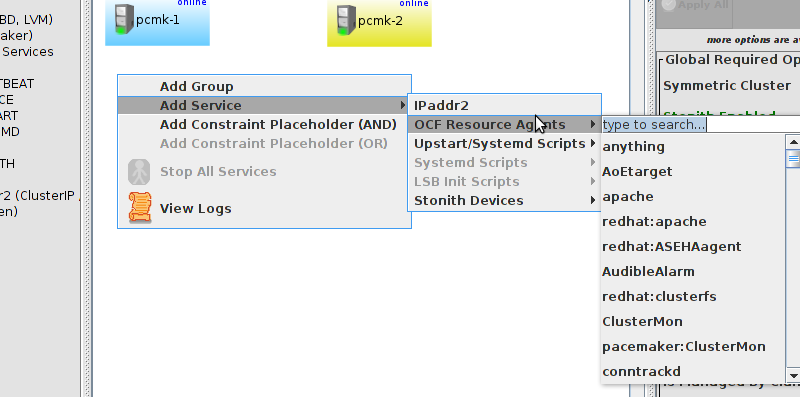 BD, LVM)
aker)
Services
TBEAT
CE
ART
MD
TH
r2 (ClusterIP
en)
online
pcmk-1
online
pcmk-2
Add Group
Add Service
Add Constraint Placeholder (AND)
Add Constraint Placeholder (OR)
Stop All Services
View Logs
IPaddr2
OCF Resource Agents
Upstart/Systemd Scripts
Systemd Scripts
LSB Init Scripts
Stonith Devices
type to search...
anything
AoEtarget
apache
redhat:apache
redhat:ASEHAagent
AudibleAlarm
redhat:clusterfs
ClusterMon
pacemaker:ClusterMon
conntrackd
Apply All
more options are av
Global Required Op
Symmetric Cluster
Stonith Enabled